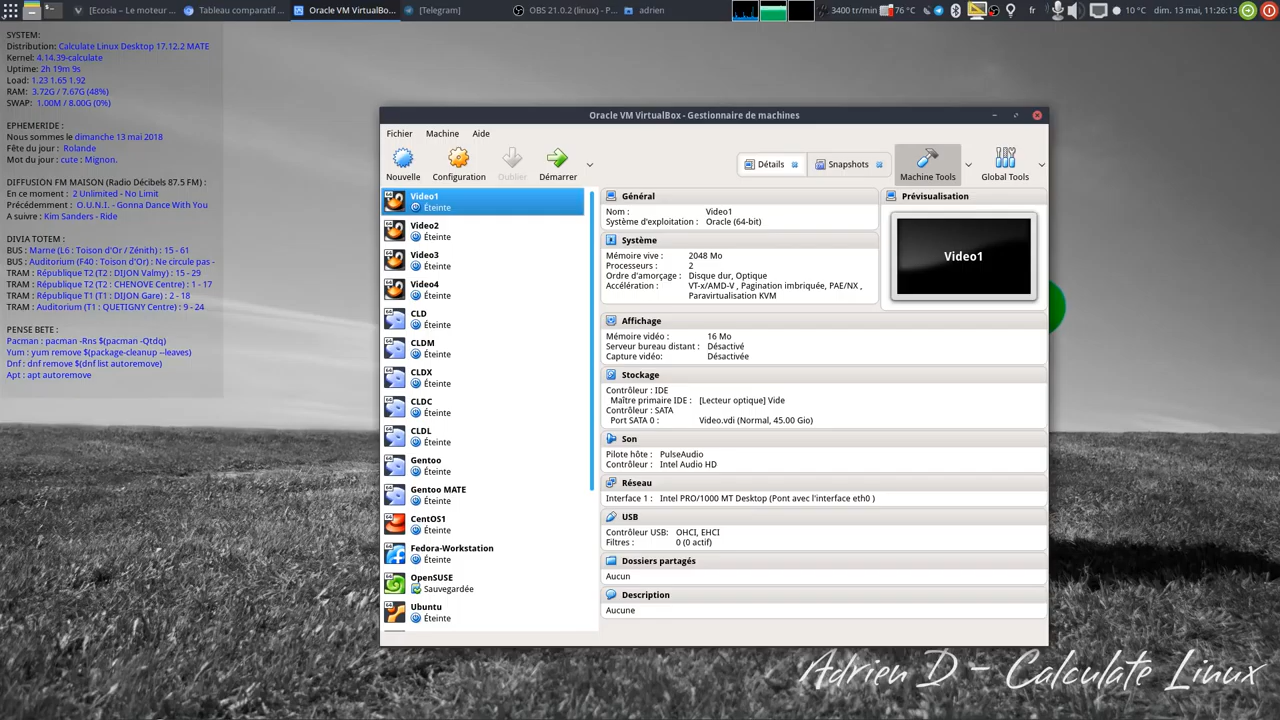 [Ecosia – Le moteur ...
Tableau comparatif ...
Oracle VM VirtualBo...
[Telegram]
OBS 21.0.2 (linux) - P...
adrien
3400 tr/min
76 °C
fr
10 °C
dim. 13 mai, 11:26:13
SYSTEM:
Distribution: Calculate Linux Desktop 17.12.2 MATE
Kernel: 4.14.39-calculate
Uptime: 2h 19m 9s
Load: 1.23 1.65 1.92
RAM: 3.72G / 7.67G (48%)
SWAP: 1.00M / 8.00G (0%)
EPHEMERIDE :
Nous sommes le dimanche 13 mai 2018
Fête du jour : Rolande
Mot du jour : cute : Mignon.
DIFFUSION FM MAISON (Radio Décibels 87.5 FM) :
En ce moment : 2 Unlimited - No Limit
Précédemment : O.U.N.I. - Gonna Dance With You
A suivre : Kim Sanders - Ride
DIVIA TOTEM :
BUS : Marne (L6 : Toison d'Or / Zénith) : 15 - 61
BUS : Auditorium (F40 : Toison d'Or) : Ne circule pas -
TRAM : République T2 (T2 : DIJON Valmy) : 15 - 29
TRAM : République T2 (T2 : CHENOVE Centre) : 1 - 17
TRAM : République T1 (T1 : DIJON Gare) : 2 - 18
TRAM : Auditorium (T1 : QUETIGNY Centre) : 9 - 24
PENSE BETE :
Pacman : pacman -Rns $(pacman -Qtdq)
Yum : yum remove $(package-cleanup --leaves)
Dnf : dnf remove $(dnf list autoremove)
Apt : apt autoremove
Oracle VM VirtualBox - Gestionnaire de machines
Fichier Machine Aide
Nouvelle Configuration Oublier Démarrer
Détails Snapshots
Machine Tools Global Tools
Video1
Éteinte
Video2
Éteinte
Video3
Éteinte
Video4
Éteinte
CLD
Éteinte
CLDM
Éteinte
CLDX
Éteinte
CLDC
Éteinte
CLDL
Éteinte
Gentoo
Éteinte
Gentoo MATE
Éteinte
CentOS1
Éteinte
Fedora-Workstation
Éteinte
OpenSUSE
Sauvegardée
Ubuntu
Éteinte
Général
Nom : Video1
Système d'exploitation : Oracle (64-bit)
Système
Mémoire vive : 2048 Mo
Processeurs : 2
Ordre d'amorçage : Disque dur, Optique
Accélération : VT-x/AMD-V , Pagination imbriquée, PAE/NX ,
Paravirtualisation KVM
Prévisualisation
Video1
Affichage
Mémoire vidéo : 16 Mo
Serveur bureau distant : Désactivé
Capture vidéo: Désactivée
Stockage
Contrôleur : IDE
Maître primaire IDE : [Lecteur optique] Vide
Contrôleur : SATA
Port SATA 0 : Video.vdi (Normal, 45.00 Gio)
Son
Pilote hôte : PulseAudio
Contrôleur : Intel Audio HD
Réseau
Interface 1 : Intel PRO/1000 MT Desktop (Pont avec l'interface eth0 )
USB
Contrôleur USB: OHCI, EHCI
Filtres : 0 (0 actif)
Dossiers partagés
Aucun
Description
Aucune
Adrien D - Calculate Linux